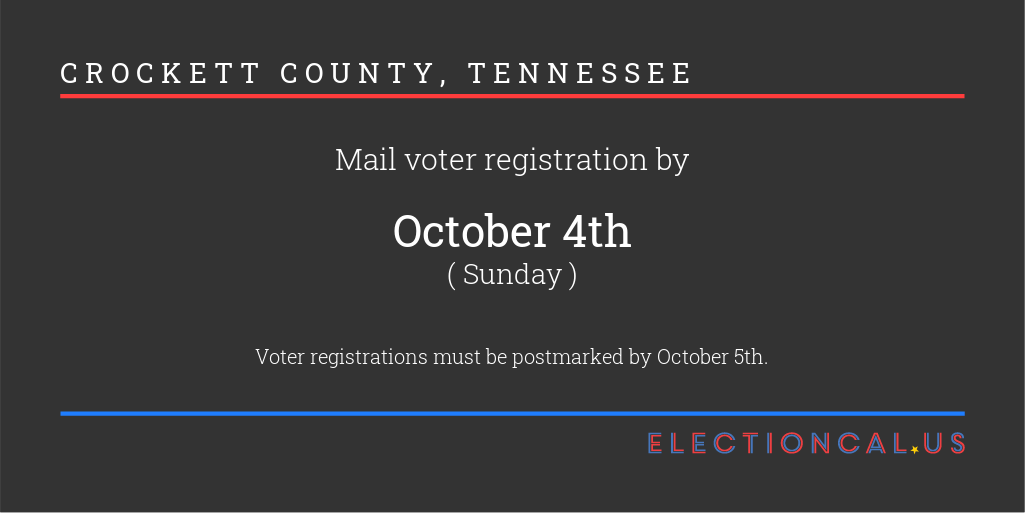 CROCKETT COUNTY, TENNESSEE
Mail voter registration by
October 4th
( Sunday )
Voter registrations must be postmarked by October 5th.
ELECTIONCAL.US